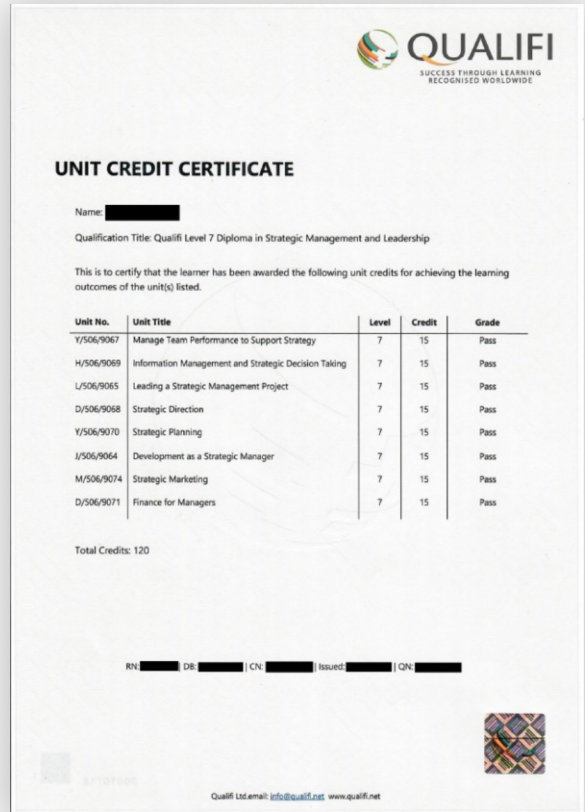 QUALIFI
SUCCESS THROUGH LEARNING
RECOGNISED WORLDWIDE
UNIT CREDIT CERTIFICATE
Name:
Qualification Title: Qualifi Level 7 Diploma in Strategic Management and Leadership
This is to certify that the learner has been awarded the following unit credits for achieving the learning
outcomes of the unit(s) listed.
Unit No. Unit Title Level Credit Grade
Y/506/9067 Manage Team Performance to Support Strategy 7 15 Pass
H/506/9069 Information Management and Strategic Decision Taking 7 15 Pass
L/506/9065 Leading a Strategic Management Project 7 15 Pass
D/506/9068 Strategic Direction 7 15 Pass
Y/506/9070 Strategic Planning 7 15 Pass
J/506/9064 Development as a Strategic Manager 7 15 Pass
M/506/9074 Strategic Marketing 7 15 Pass
D/506/9071 Finance for Managers 7 15 Pass
Total Credits: 120
RN: | DB: | CN: | Issued: | QN:
Qualifi Ltd.email: info@qualifi.net www.qualifi.net